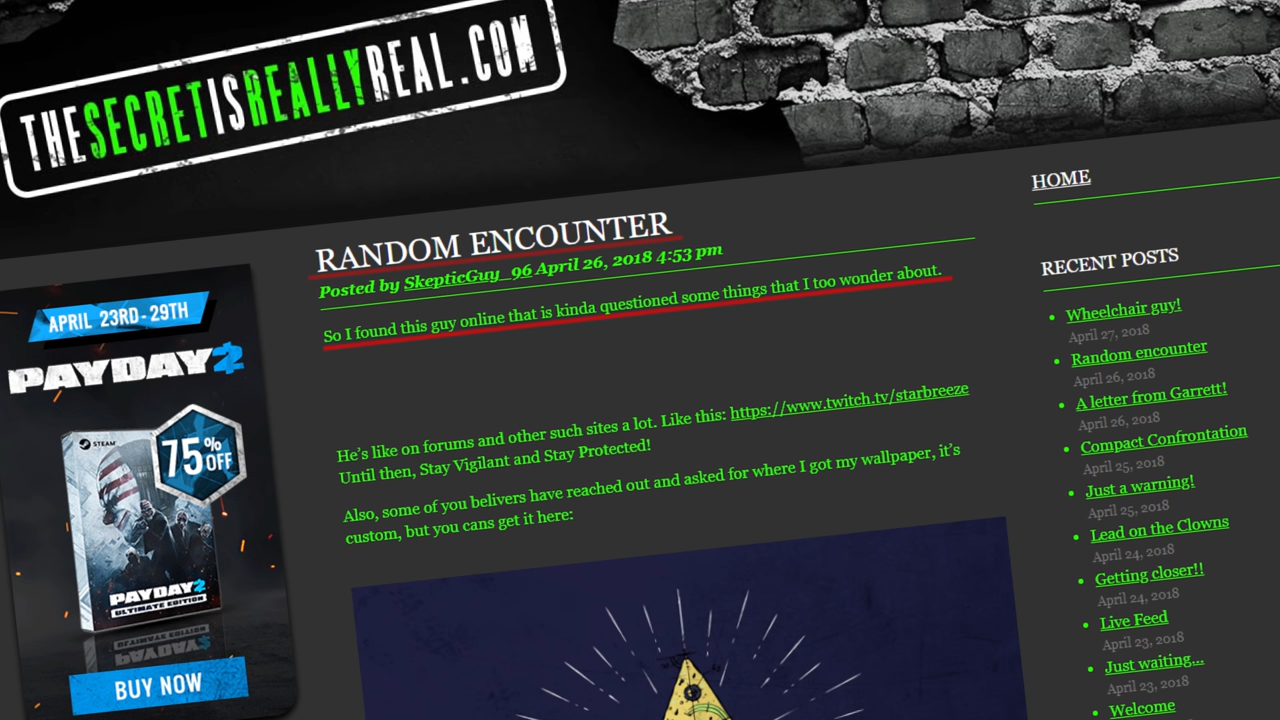 THESECRETISREALLYREAL.COM
APRIL 23RD-29TH
PAYDAY2
STEAM
75% OFF
PAYDAY2
ULTIMATE EDITION
BUY NOW
RANDOM ENCOUNTER
Posted by SkepticGuy_96 April 26, 2018 4:53 pm
So I found this guy online that is kinda questioned some things that I too wonder about.
He's like on forums and other such sites a lot. Like this: https://www.twitch.tv/starbreeze
Until then, Stay Vigilant and Stay Protected!
Also, some of you belivers have reached out and asked for where I got my wallpaper, it's
custom, but you cans get it here:
HOME
RECENT POSTS
Wheelchair guy!
April 27, 2018
Random encounter
April 26, 2018
A letter from Garrett!
April 26, 2018
Compact Confrontation
April 25, 2018
Just a warning!
April 25, 2018
Lead on the Clowns
April 24, 2018
Getting closer!!
April 24, 2018
Live Feed
April 23, 2018
Just waiting...
April 23, 2018
Welcome